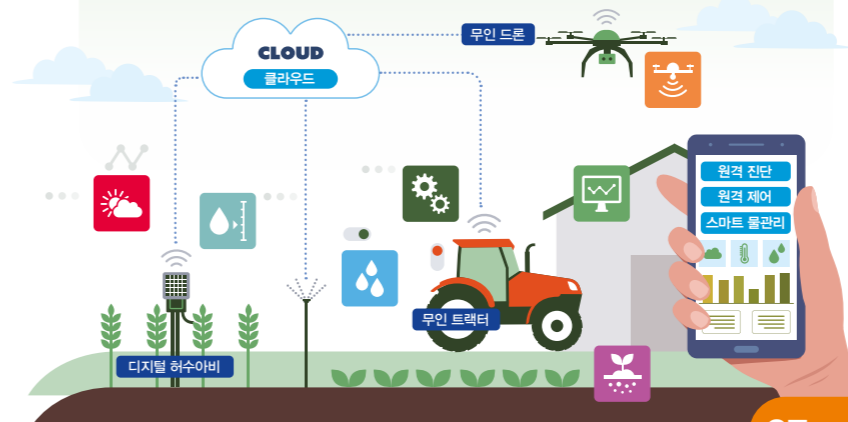 무인 드론
CLOUD
클라우드
원격 진단
원격 제어
스마트 물관리
무인 트랙터
디지털 허수아비